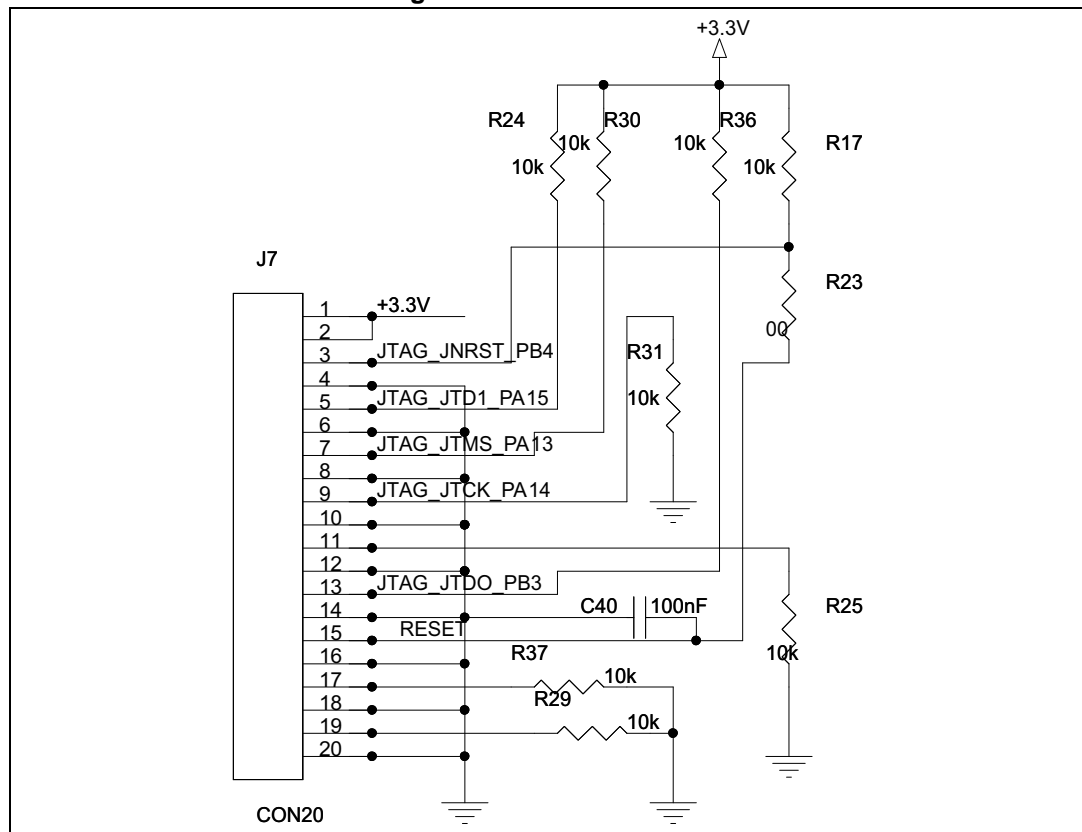 g
+3.3V
R24
R30
R36
10k
10k
R17
10k
10k
J7
R23
1
+3.3V
00
2
3
JTAG_JNRST_PB4
R31
4
5
JTAG_JTD1_PA15
10k
6
7
JTAG_JTMS_PA13
8
9
JTAG_JTCK_PA14
10
11
12
13
JTAG_JTDO_PB3
14
C40
100nF
R25
15
RESET
10k
16
R37
17
10k
18
R29
19
10k
20
CON20